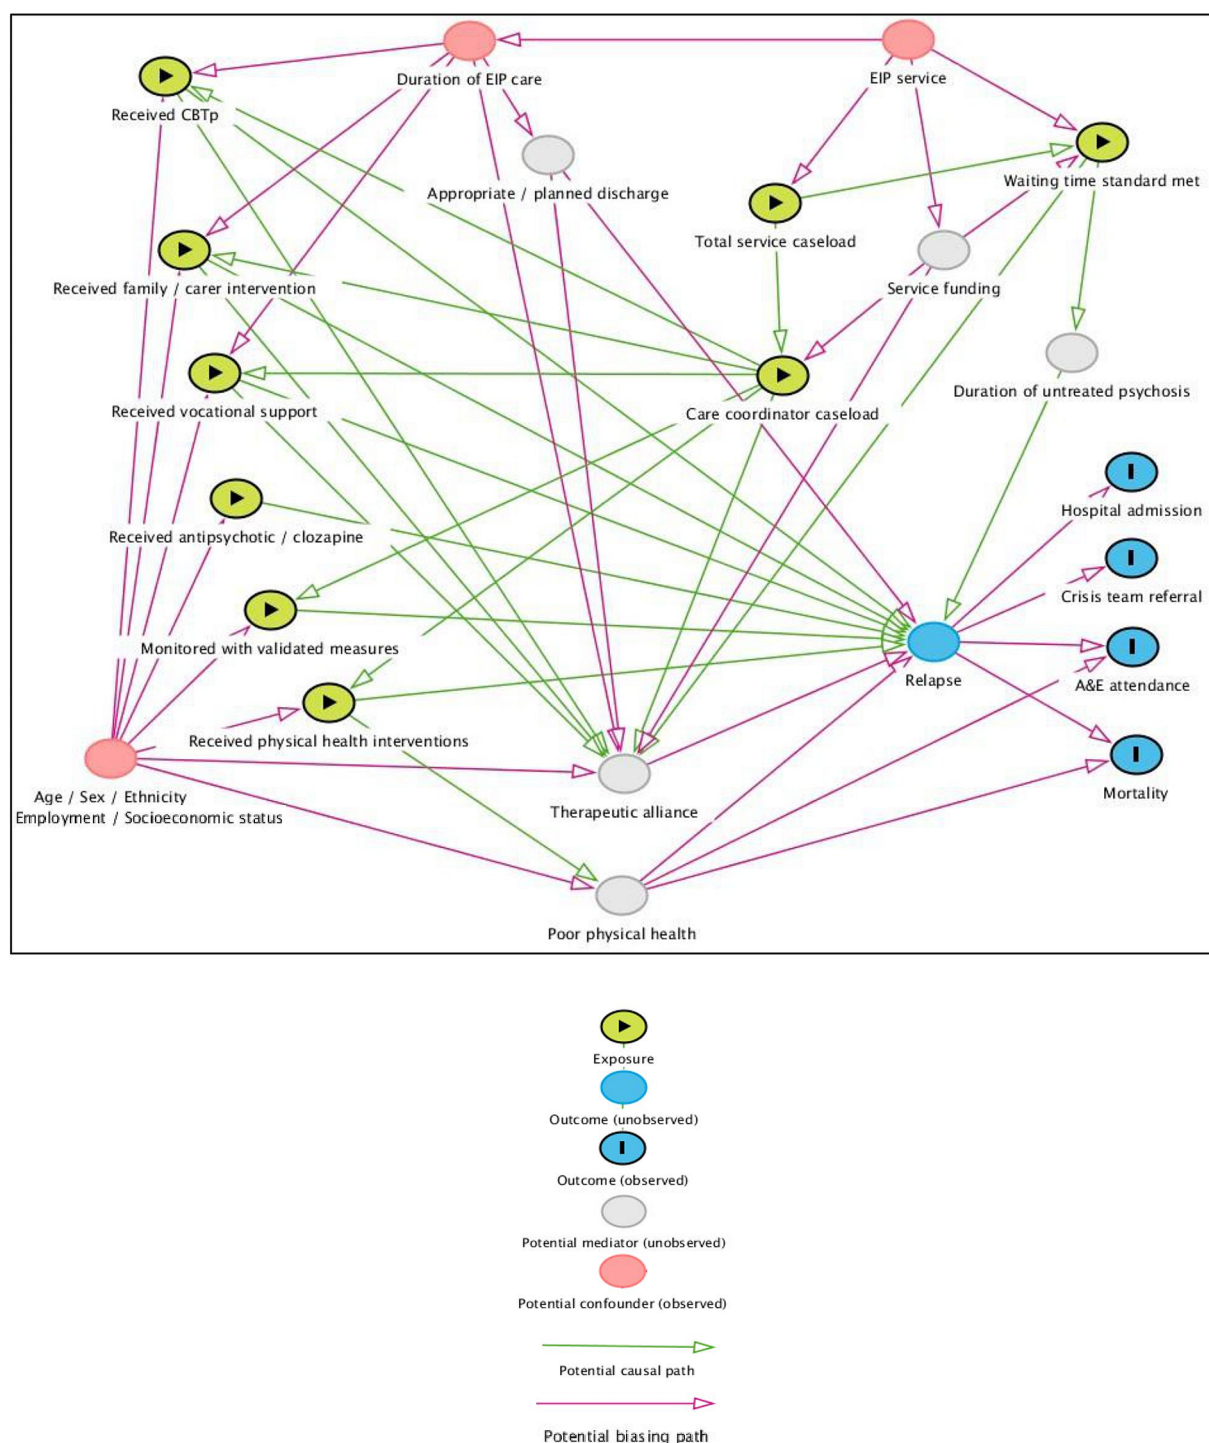 Duration of EIP care
EIP service
Received CBTp
Appropriate / planned discharge
Waiting time standard met
Total service caseload
Received family / carer intervention
Service funding
Duration of untreated psychosis
Received vocational support
Care coordinator caseload
Hospital admission
Received antipsychotic / clozapine
Crisis team referral
Monitored with validated measures
Relapse
A&E attendance
Received physical health interventions
Age / Sex / Ethnicity
Employment / Socioeconomic status
Therapeutic alliance
Mortality
Poor physical health
Exposure
Outcome (unobserved)
Outcome (observed)
Potential mediator (unobserved)
Potential confounder (observed)
Potential causal path
Potential biasing path